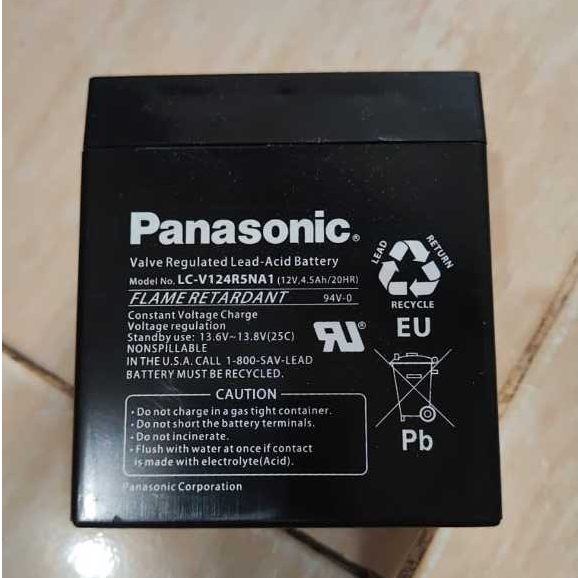 Panasonic®
Valve Regulated Lead-Acid Battery
Model No. LC-V124R5NA1 (12V,4.5Ah/20HR)
FLAME RETARDANT 94V-0
Constant Voltage Charge
Voltage regulation
Standby use: 13.6V~13.8V(25C)
NONSPILLABLE
IN THE U.S.A. CALL 1-800-SAV-LEAD
BATTERY MUST BE RECYCLED.
LEAD
RETURN
RECYCLE
EU
Pb
CAUTION
• Do not charge in a gas tight container.
• Do not short the battery terminals.
• Do not incinerate.
• Flush with water at once if contact
is made with electrolyte(Acid).
Panasonic Corporation